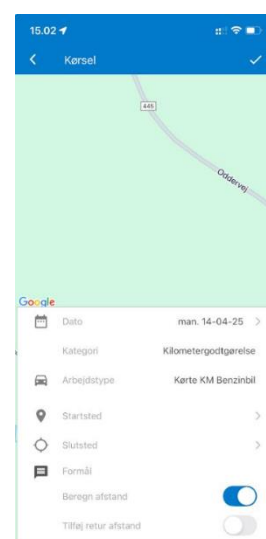 15.02
Kørsel
445
Oddervej
Google
Dato man. 14-04-25
Kategori Kilometergodtgørelse
Arbejdstype Kørte KM Benzinbil
Startsted
Slutsted
Formål
Beregn afstand
Tilføj retur afstand